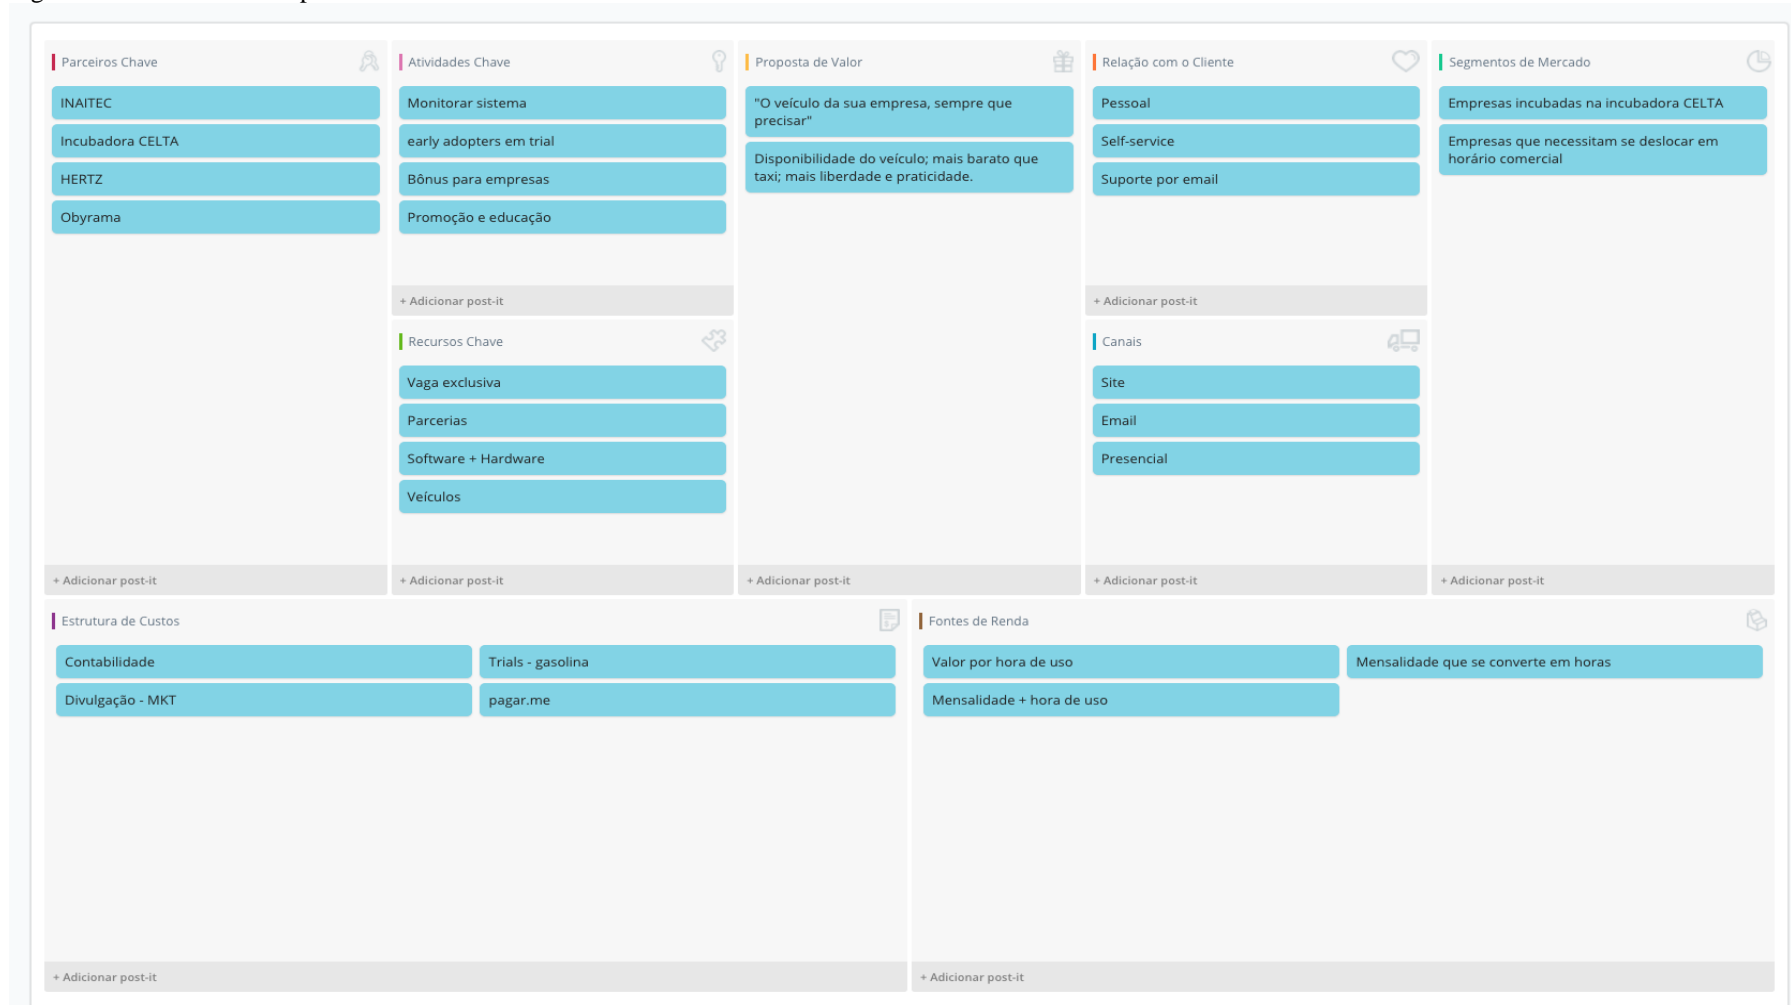 Parceiros Chave
INAITEC
Incubadora CELTA
HERTZ
Obyrama
+ Adicionar post-it
Atividades Chave
Monitorar sistema
early adopters em trial
Bônus para empresas
Promoção e educação
+ Adicionar post-it
Recursos Chave
Vaga exclusiva
Parcerias
Software + Hardware
Veículos
+ Adicionar post-it
Proposta de Valor
"O veículo da sua empresa, sempre que
precisar"
Disponibilidade do veículo; mais barato que
taxi; mais liberdade e praticidade.
+ Adicionar post-it
Relação com o Cliente
Pessoal
Self-service
Suporte por email
+ Adicionar post-it
Canais
Site
Email
Presencial
+ Adicionar post-it
Segmentos de Mercado
Empresas incubadas na incubadora CELTA
Empresas que necessitam se deslocar em
horário comercial
+ Adicionar post-it
Estrutura de Custos
Contabilidade
Trials - gasolina
Divulgação - MKT
pagar.me
+ Adicionar post-it
Fontes de Renda
Valor por hora de uso
Mensalidade que se converte em horas
Mensalidade + hora de uso
+ Adicionar post-it